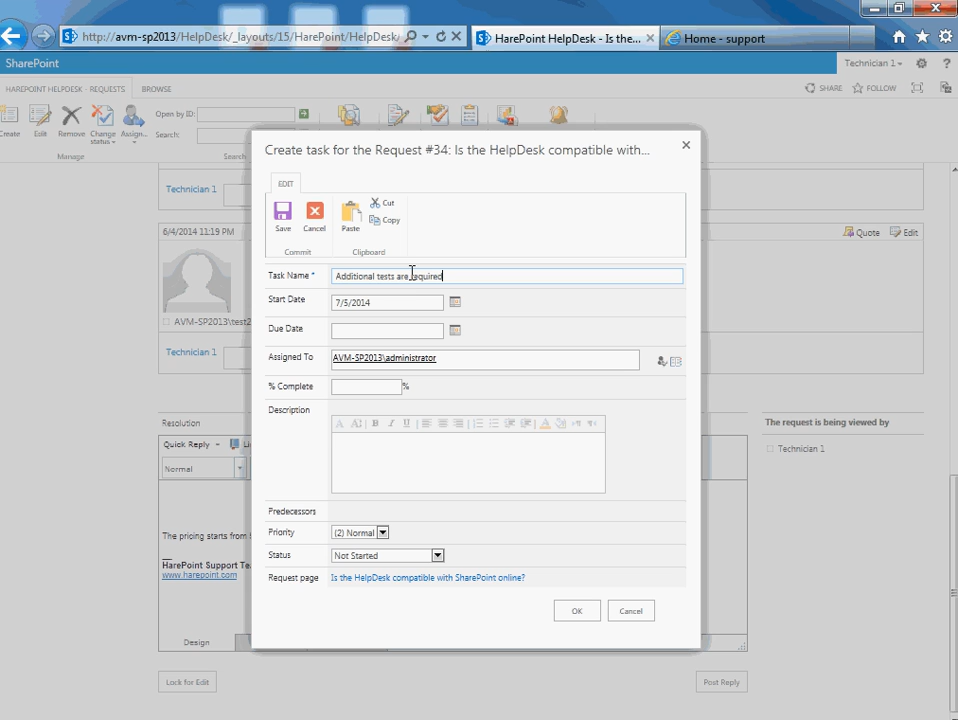 http://avm-sp2013/HelpDesk/_layouts/15/HarePoint/HelpDesk/
HarePoint HelpDesk - Is the...
Home - support
SharePoint
Technician 1
HAREPOINT HELPDESK - REQUESTS
BROWSE
SHARE
FOLLOW
Create
Edit
Remove
Change status
Assign..
Open by ID:
Search:
Manage
Search
Technician 1
6/4/2014 11:19 PM
Quote
Edit
AVM-SP2013\test2
Technician 1
Create task for the Request #34: Is the HelpDesk compatible with...
EDIT
Save
Cancel
Paste
Cut
Copy
Commit
Clipboard
Task Name *
Additional tests are required
Start Date
7/5/2014
Due Date
Assigned To
AVM-SP2013\administrator
% Complete
%
Description
Predecessors
Priority
(2) Normal
Status
Not Started
Request page
Is the HelpDesk compatible with SharePoint online?
OK
Cancel
Resolution
Quick Reply
Normal
The pricing starts from
HarePoint Support Te
www.harepoint.com
Design
The request is being viewed by
Technician 1
Lock for Edit
Post Reply